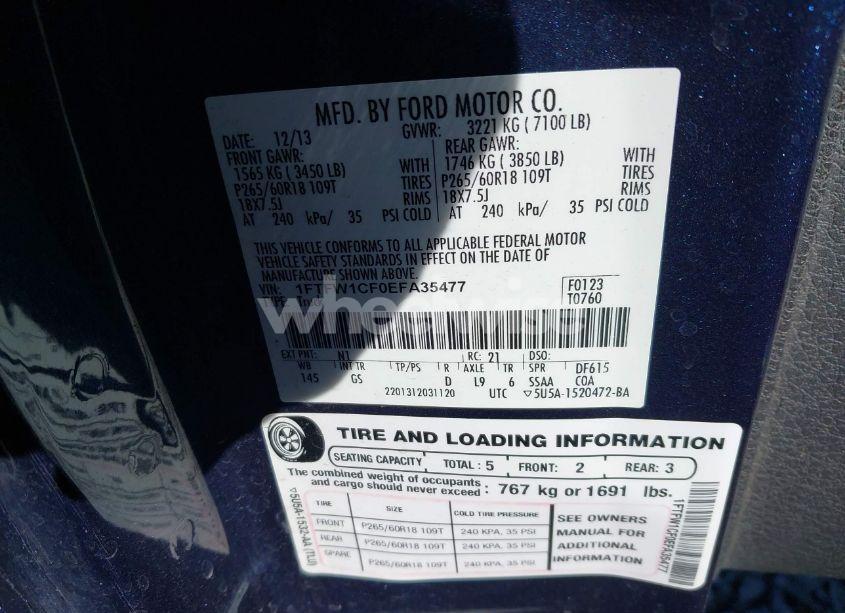 MFD. BY FORD MOTOR CO.
DATE: 12/13 GVWR: 3221 KG ( 7100 LB)
FRONT GAWR: REAR GAWR:
1565 KG ( 3450 LB) WITH 1746 KG ( 3850 LB) WITH
P265/60R18 109T TIRES P265/60R18 109T TIRES
18X7.5J RIMS 18X7.5J RIMS
AT 240 kPa/ 35 PSI COLD AT 240 kPa/ 35 PSI COLD
THIS VEHICLE CONFORMS TO ALL APPLICABLE FEDERAL MOTOR
VEHICLE SAFETY STANDARDS IN EFFECT ON THE DATE OF
MANUFACTURE SHOWN ABOVE.
VIN: 1FTFW1CF0EFA35477 F0123
T0760
wheelwise
EXT PNT: N1 RC: 21 DSO:
WB INT TR TP/PS R AXLE TR SPR DF615
145 GS D L9 6 SSAA COA
2201312031120 UTC ▽5U5A-1520472-BA
TIRE AND LOADING INFORMATION
SEATING CAPACITY TOTAL : 5 FRONT: 2 REAR: 3
The combined weight of occupants
and cargo should never exceed : 767 kg or 1691 lbs.
TIRE SIZE COLD TIRE PRESSURE
FRONT P265/60R18 109T 240 KPA, 35 PSI
REAR P265/60R18 109T 240 KPA, 35 PSI
SPARE P265/60R18 109T 240 KPA, 35 PSI
SEE OWNERS
MANUAL FOR
ADDITIONAL
INFORMATION
▽5U5A-1532-AA (TU)
1FTFW1CF0EFA35477